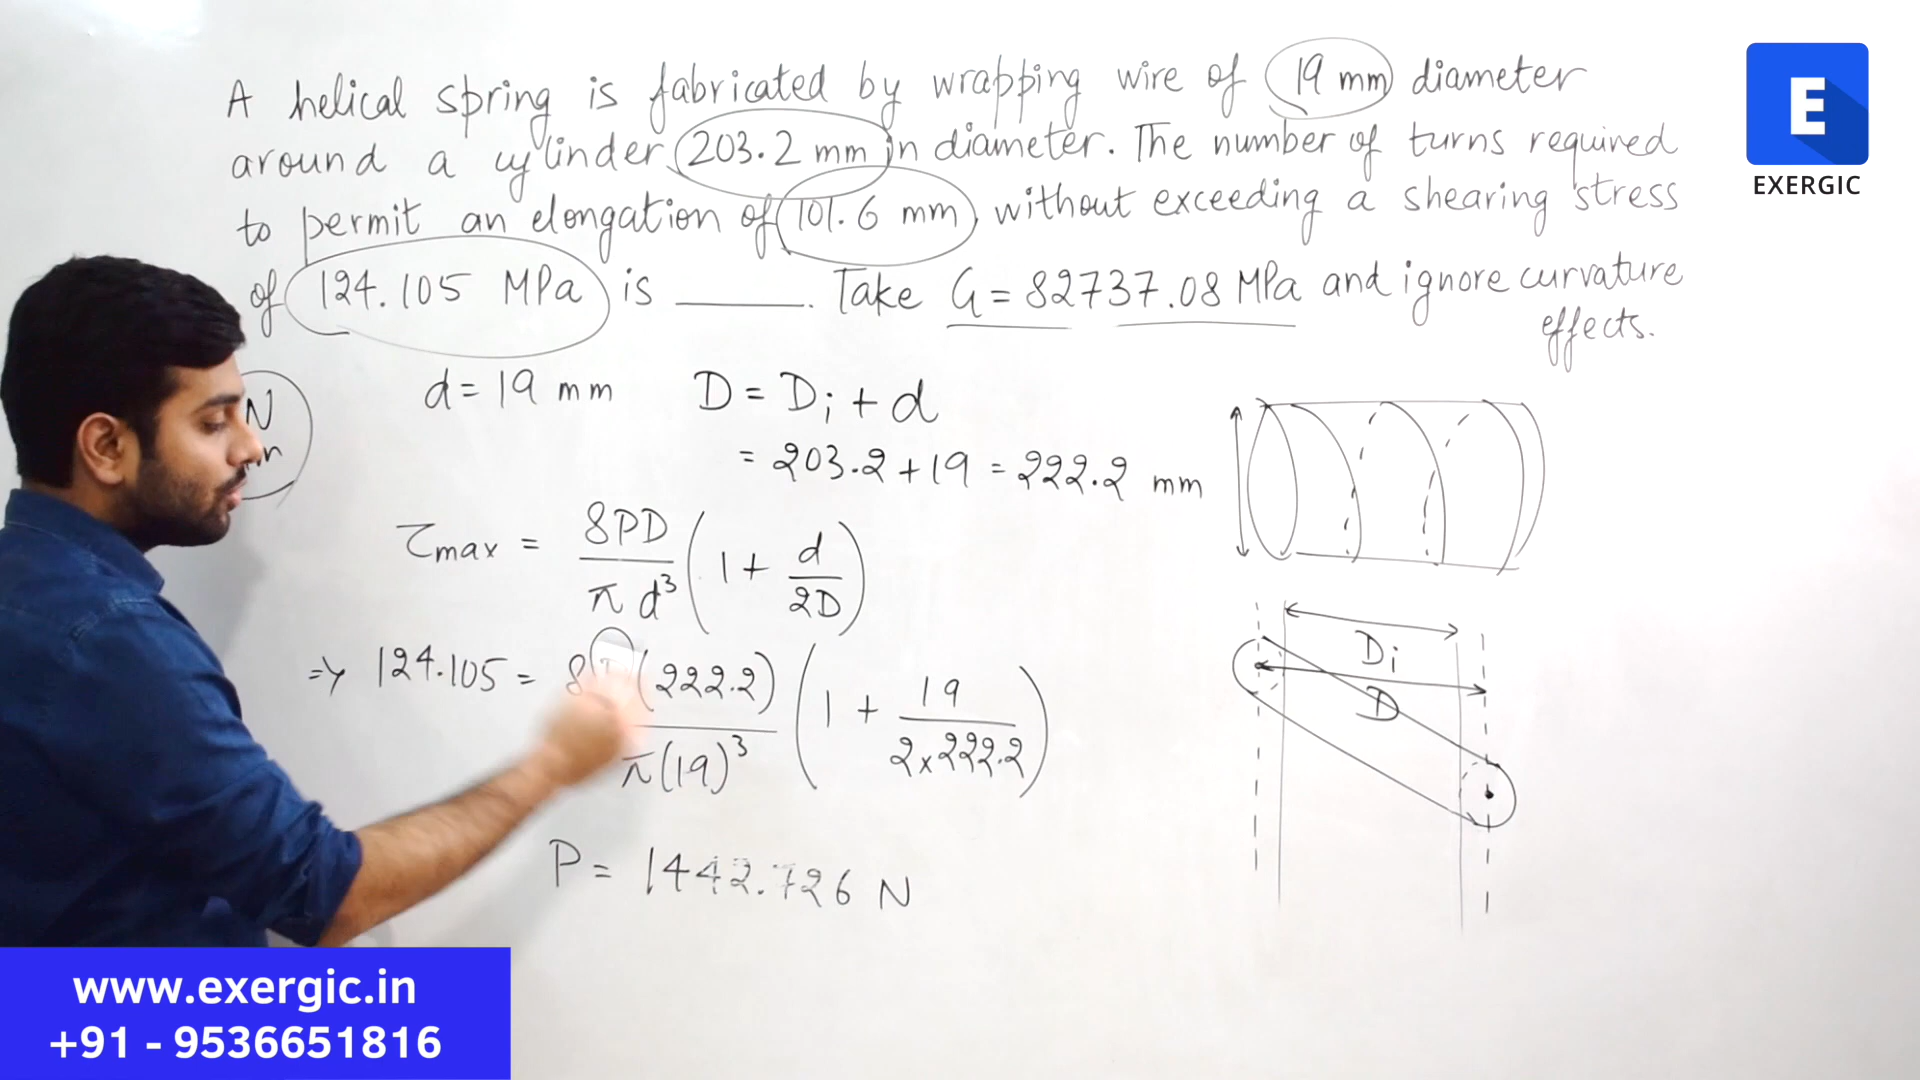 A helical spring is fabricated by wrapping wire of 19 mm diameter
around a cylinder 203.2 mm in diameter. The number of turns required
to permit an elongation of 101.6 mm, without exceeding a shearing stress
of 124.105 MPa is ______. Take G = 82737.08 MPa and ignore curvature
effects.
E
EXERGIC
N
d = 19 mm
D = Di + d
= 203.2 + 19 = 222.2 mm
τmax = 8PD / πd³ (1 + d/2D)
=> 124.105 = 8 (222.2) / π(19)³ (1 + 19 / 2×222.2)
P = 1442.726 N
Di
D
www.exergic.in
+91 - 9536651816